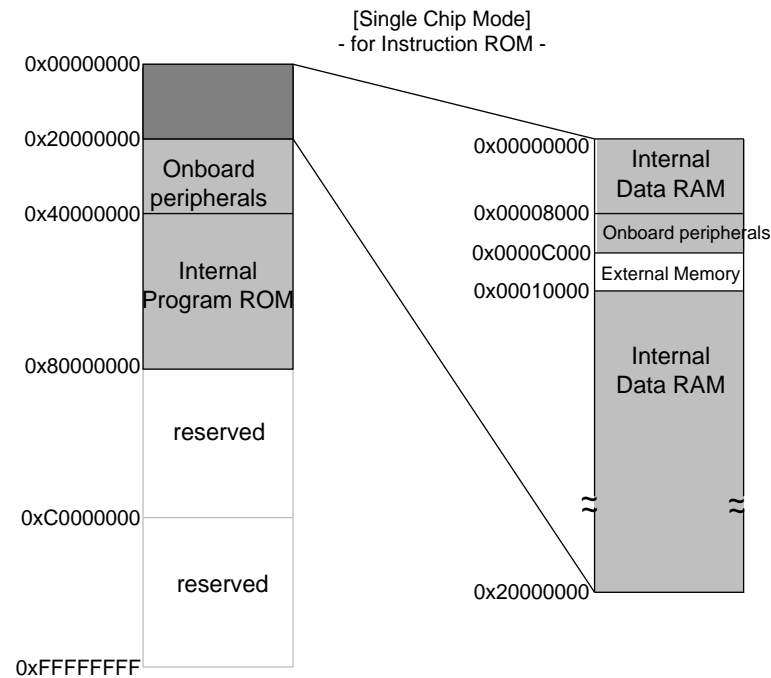 [Single Chip Mode]
- for Instruction ROM -
0x00000000
0x20000000
Onboard
peripherals
0x40000000
Internal
Program ROM
0x80000000
reserved
0xC0000000
reserved
0xFFFFFFFF
0x00000000
Internal
Data RAM
0x00008000
Onboard peripherals
0x0000C000
External Memory
0x00010000
Internal
Data RAM
≈ ≈
0x20000000